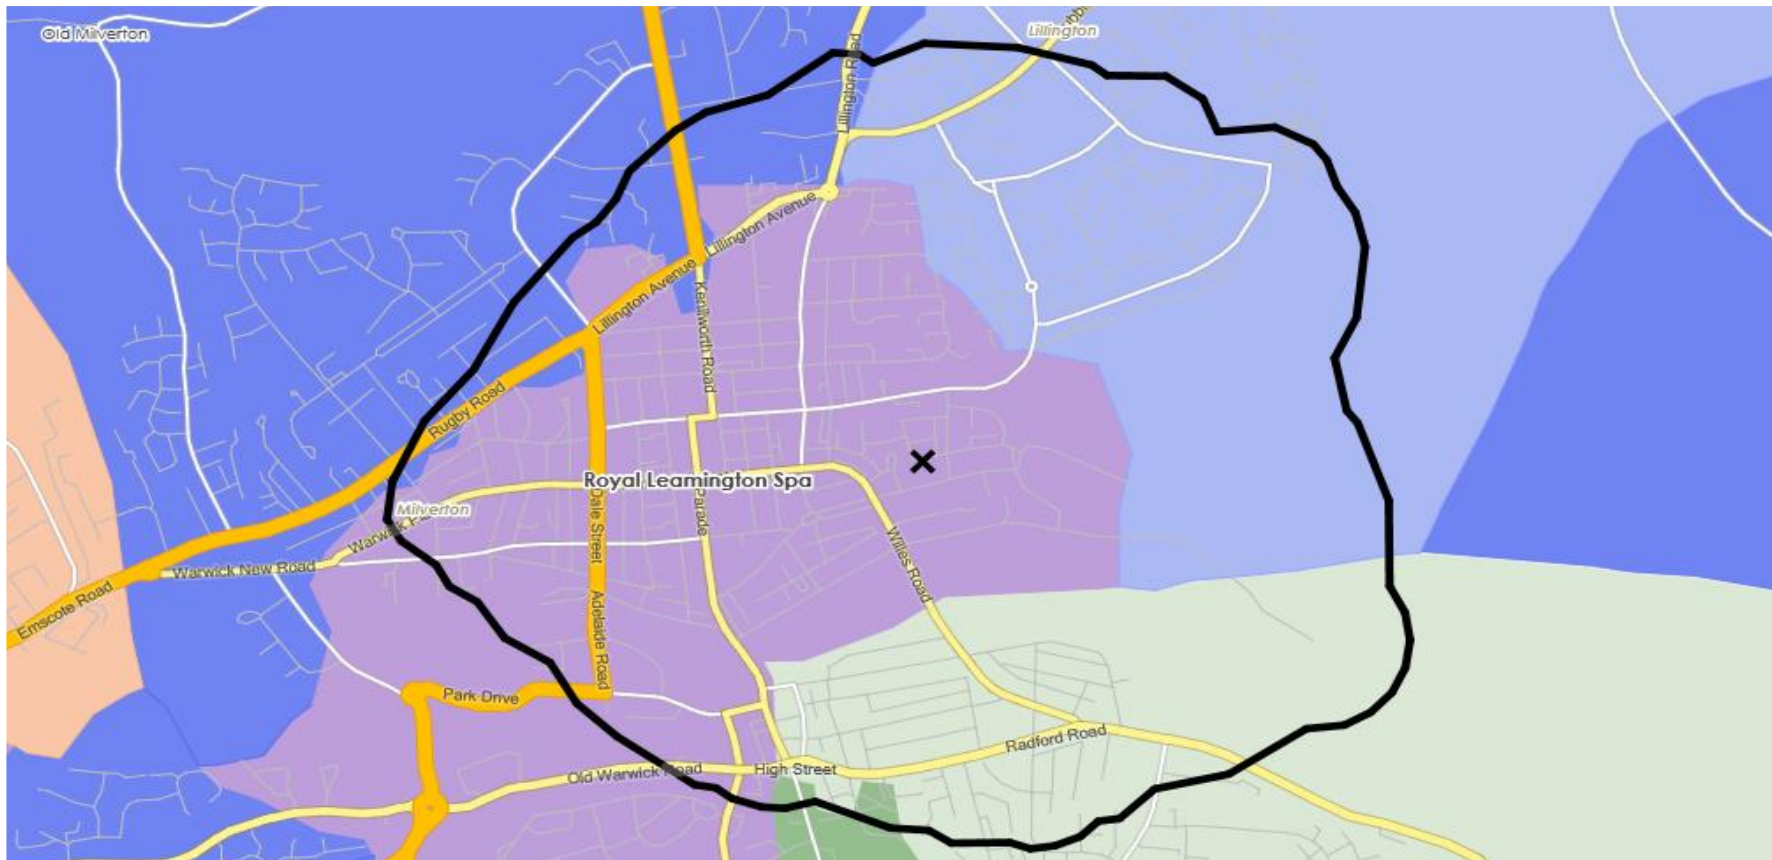 Old Milverton
Lillington
Lillington Road
Lillington Avenue
Lillington Avenue
Kenilworth Road
Rugby Road
Royal Leamington Spa
Milverton
Warwick
Parade
Dale Street
Willes Road
Warwick New Road
Emscote Road
Adelaide Road
Park Drive
Radford Road
Old Warwick Road
High Street